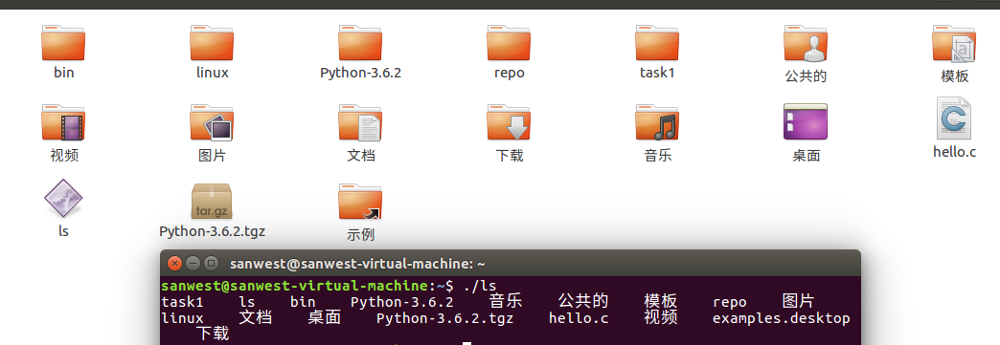 bin linux Python-3.6.2 repo task1 公共的 模板
视频 图片 文档 下载 音乐 桌面 hello.c
ls tar.gz Python-3.6.2.tgz 示例
sanwest@sanwest-virtual-machine: ~
sanwest@sanwest-virtual-machine:~$ ./ls
task1 ls bin Python-3.6.2 音乐 公共的 模板 repo 图片
linux 文档 桌面 Python-3.6.2.tgz hello.c 视频 examples.desktop
下载